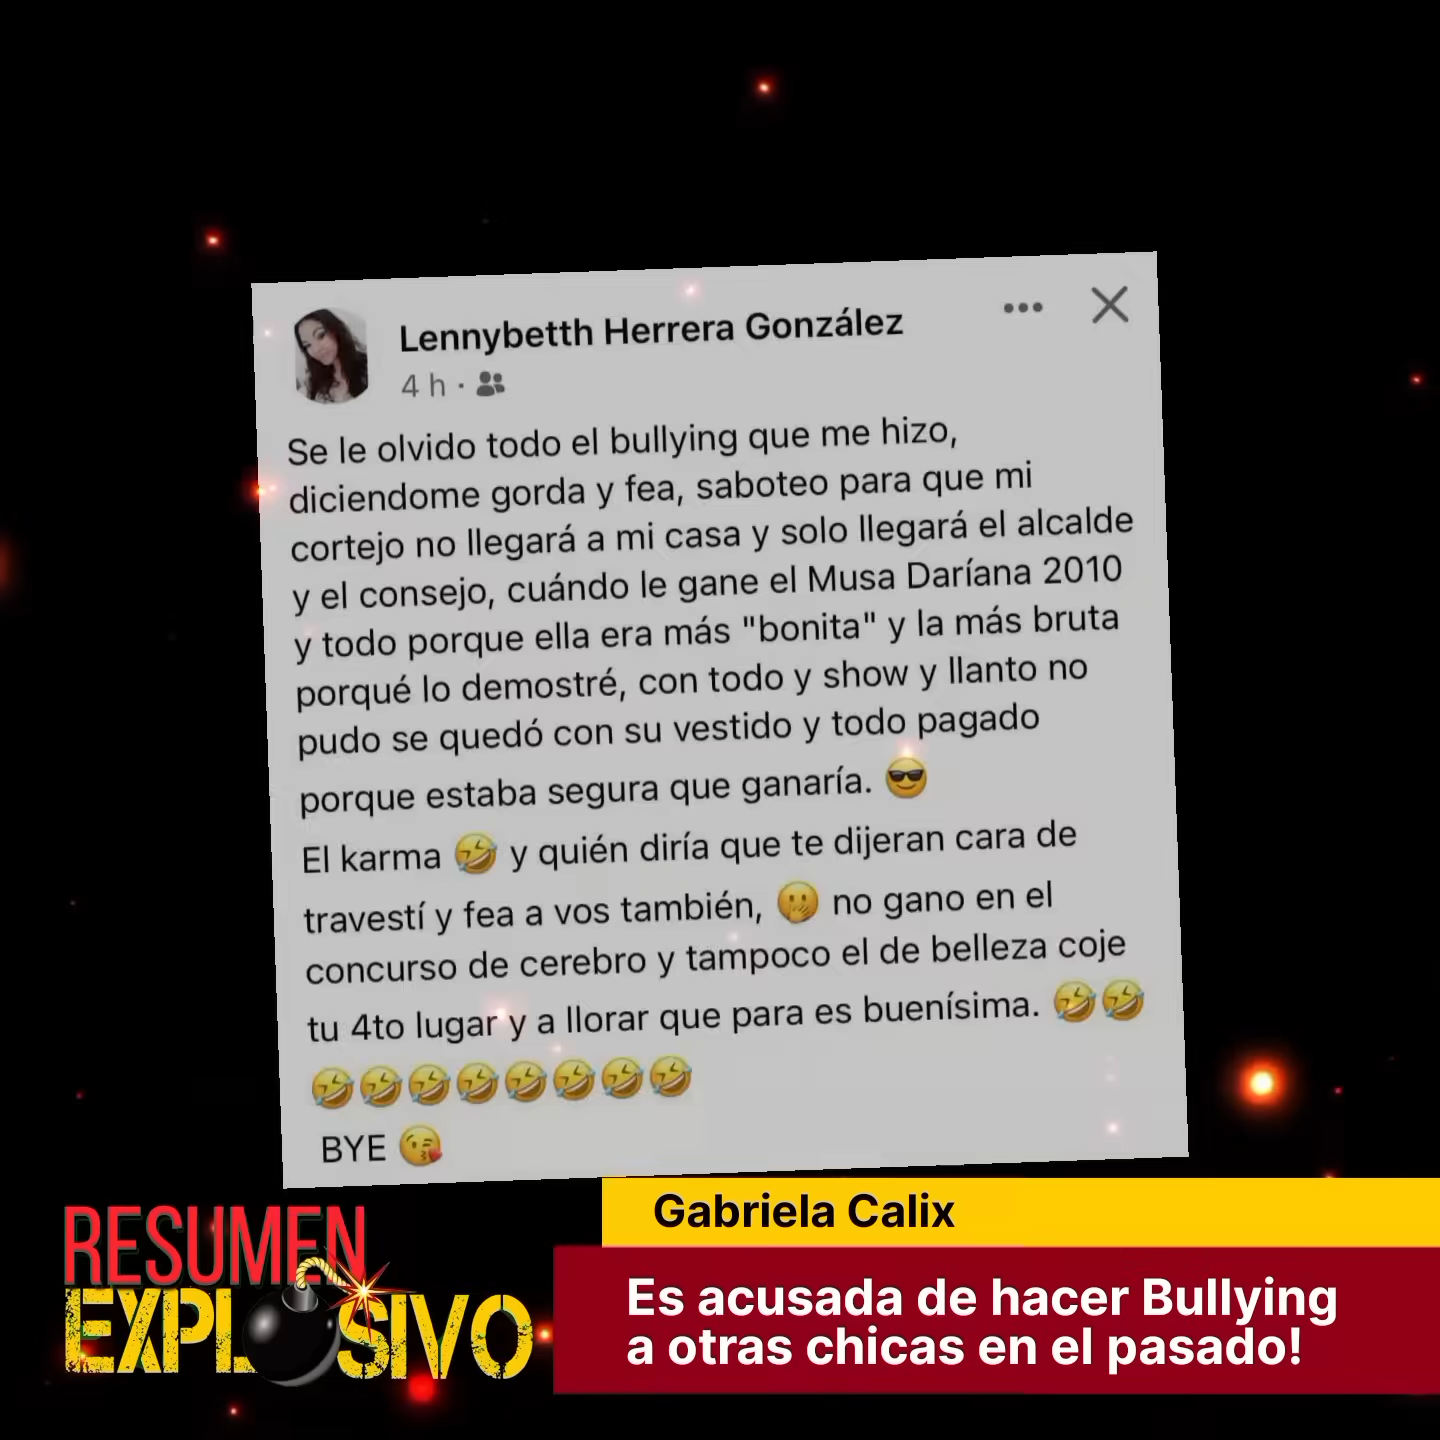 Lennybetth Herrera González
4 h ·
Se le olvido todo el bullying que me hizo,
diciendome gorda y fea, saboteo para que mi
cortejo no llegará a mi casa y solo llegará el alcalde
y el consejo, cuándo le gane el Musa Daríana 2010
y todo porque ella era más "bonita" y la más bruta
porqué lo demostré, con todo y show y llanto no
pudo se quedó con su vestido y todo pagado
porque estaba segura que ganaría. 😎
El karma 🤣 y quién diría que te dijeran cara de
travestí y fea a vos también, 🫢 no gano en el
concurso de cerebro y tampoco el de belleza coje
tu 4to lugar y a llorar que para es buenísima. 🤣🤣
🤣🤣🤣🤣🤣🤣🤣🤣
BYE 😘
Gabriela Calix
Es acusada de hacer Bullying
a otras chicas en el pasado!
RESUMEN
EXPLOSIVO